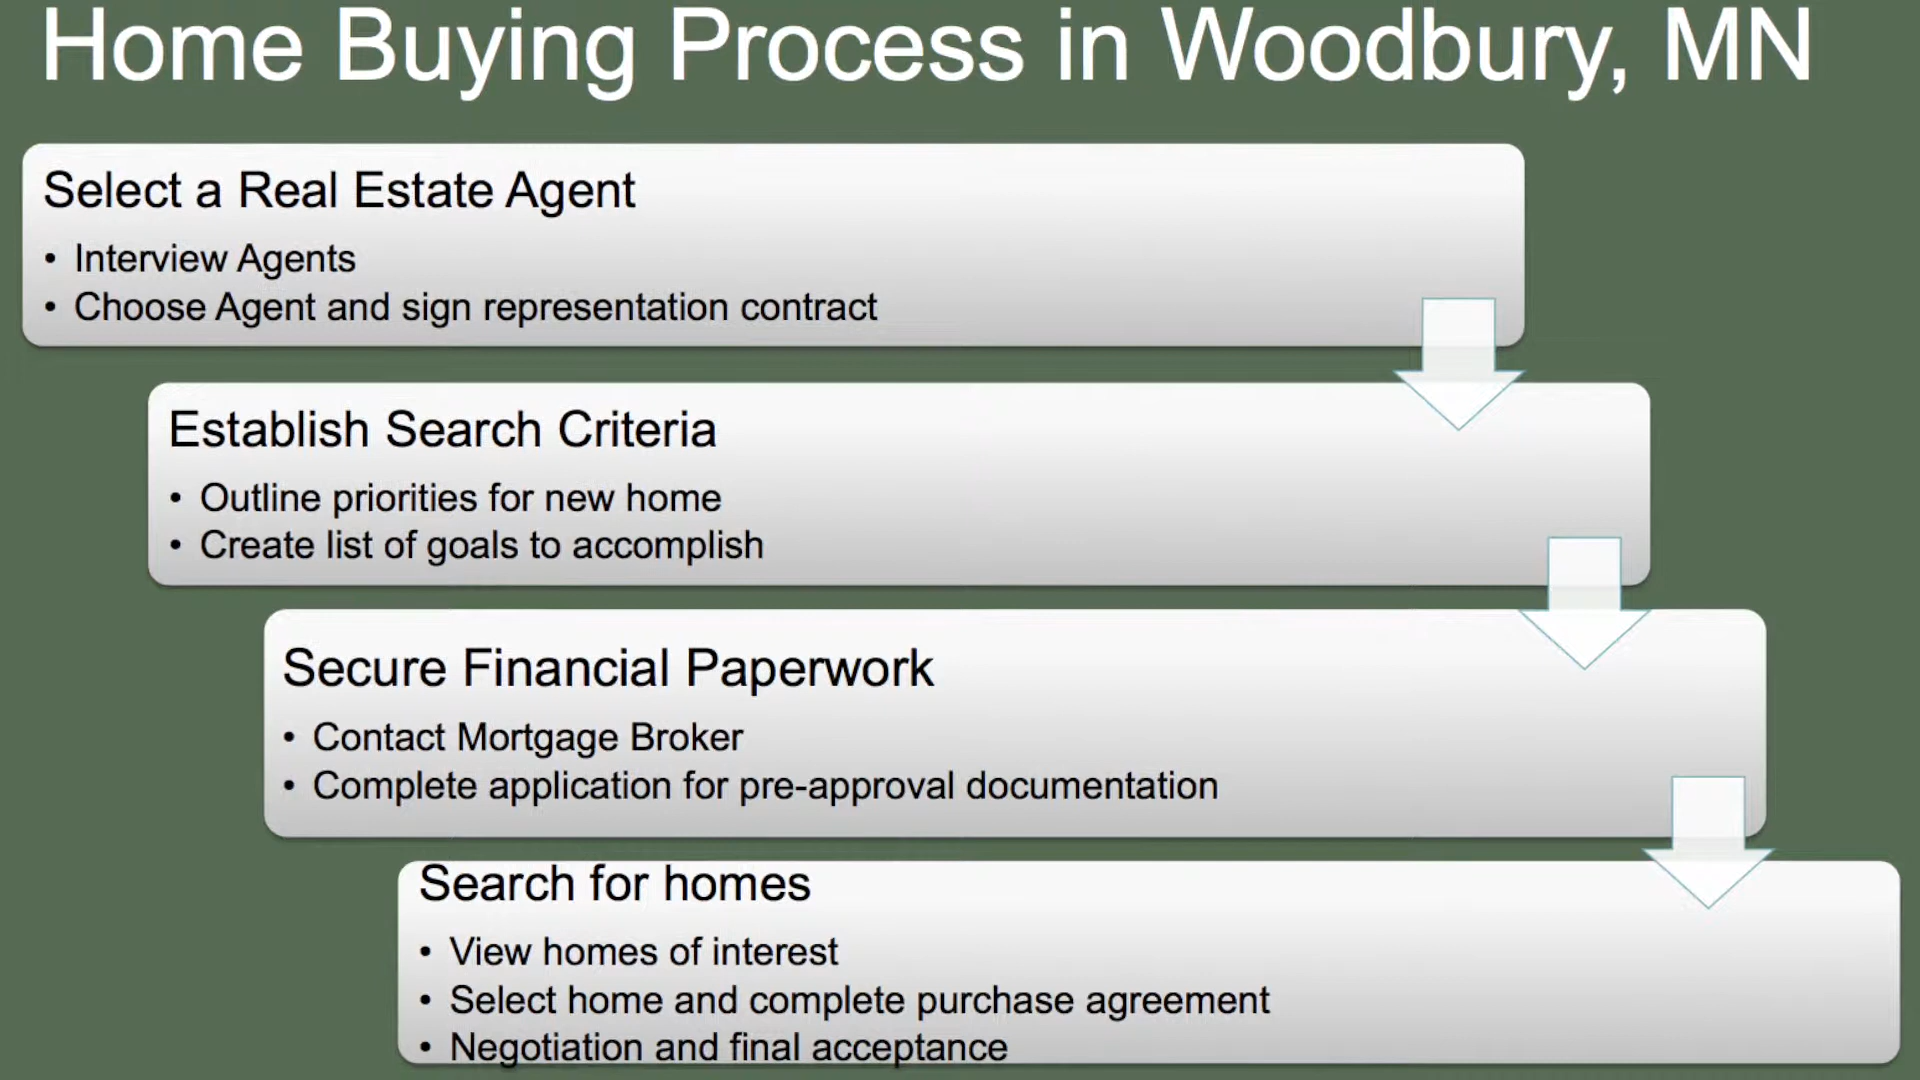 Home Buying Process in Woodbury, MN
Select a Real Estate Agent
• Interview Agents
• Choose Agent and sign representation contract
Establish Search Criteria
• Outline priorities for new home
• Create list of goals to accomplish
Secure Financial Paperwork
• Contact Mortgage Broker
• Complete application for pre-approval documentation
Search for homes
• View homes of interest
• Select home and complete purchase agreement
• Negotiation and final acceptance